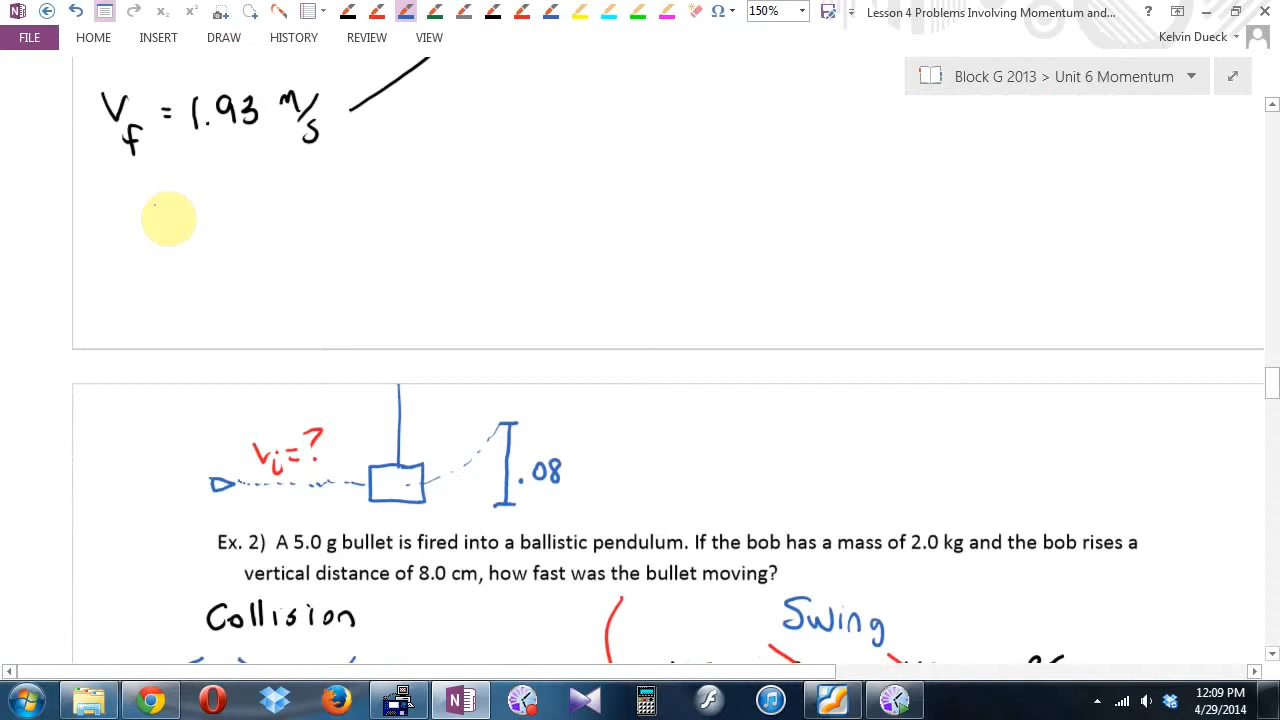 150%
Lesson 4 Problems Involving Momentum and...
FILE
HOME
INSERT
DRAW
HISTORY
REVIEW
VIEW
Kelvin Dueck
Block G 2013 > Unit 6 Momentum
Vf = 1.93 m/s
vi = ?
.08
Ex. 2) A 5.0 g bullet is fired into a ballistic pendulum. If the bob has a mass of 2.0 kg and the bob rises a
vertical distance of 8.0 cm, how fast was the bullet moving?
Collision
Swing
12:09 PM
4/29/2014